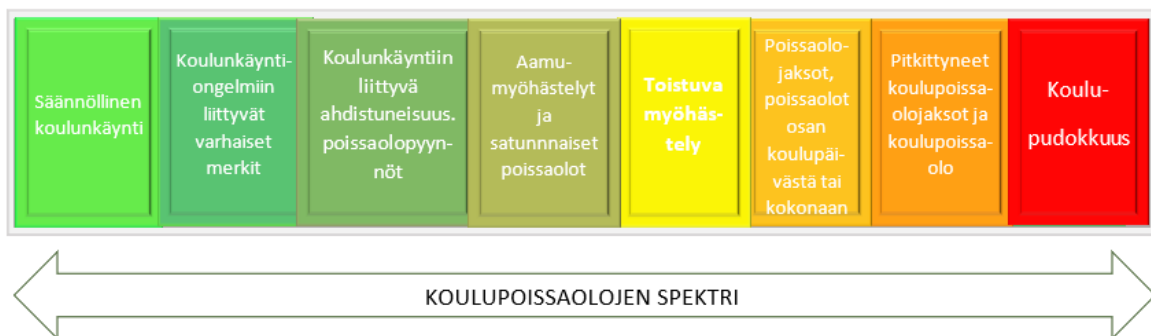 Säännöllinen
koulunkäynti
Koulunkäynti-
ongelmiin
liittyvät
varhaiset
merkit
Koulunkäyntiin
liittyvä
ahdistuneisuus.
poissaolopyyn-
nöt
Aamu-
myöhästelyt
ja
satunnnaiset
poissaolot
Toistuva
myöhäs-
tely
Poissaolo-
jaksot,
poissaolot
osan
koulupäi-
västä tai
kokonaan
Pitkittyneet
koulupoissa-
olojaksot ja
koulupoissa-
olo
Koulu-
pudokkuus
KOULUPOISSAOLOJEN SPEKTRI